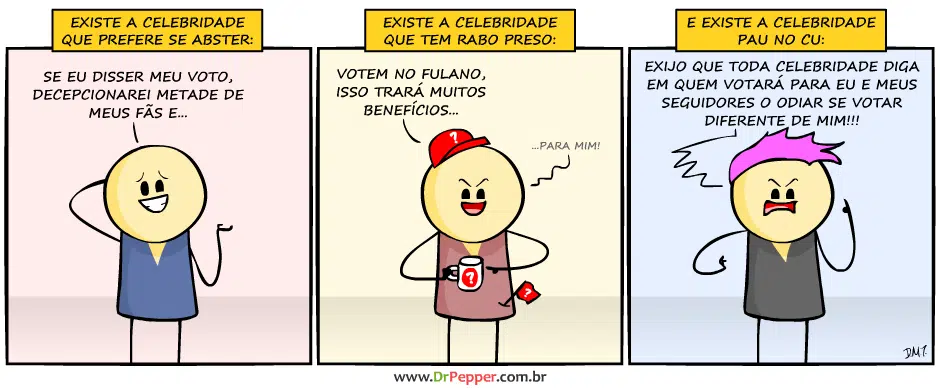 EXISTE A CELEBRIDADE
QUE PREFERE SE ABSTER:
SE EU DISSER MEU VOTO,
DECEPCIONAREI METADE DE
MEUS FÃS E...
EXISTE A CELEBRIDADE
QUE TEM RABO PRESO:
VOTEM NO FULANO,
ISSO TRARÁ MUITOS
BENEFÍCIOS...
...PARA MIM!
?
?
?
E EXISTE A CELEBRIDADE
PAU NO CU:
EXIJO QUE TODA CELEBRIDADE DIGA
EM QUEM VOTARÁ PARA EU E MEUS
SEGUIDORES O ODIAR SE VOTAR
DIFERENTE DE MIM!!!
www.DrPepper.com.br